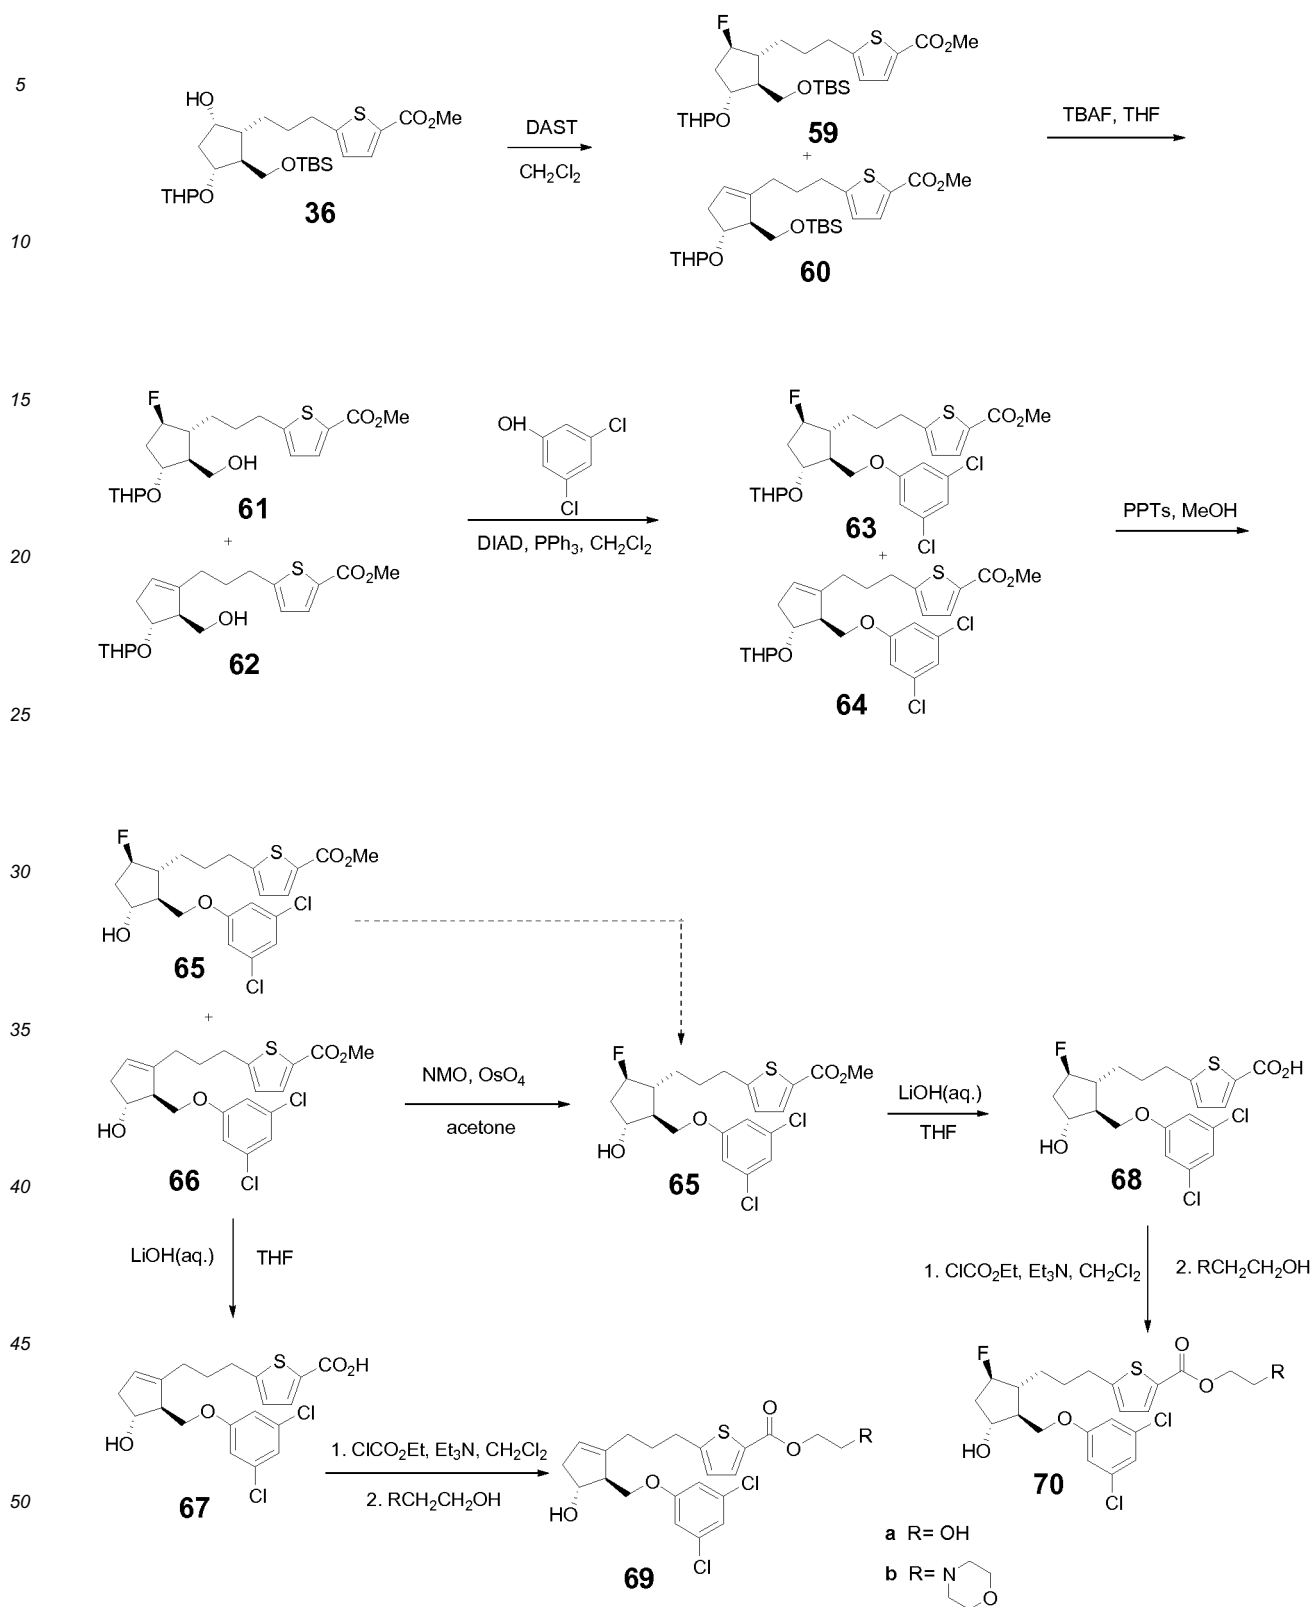 5
HO
S
CO₂Me
OTBS
THPO
36
DAST
CH₂Cl₂
F
S
CO₂Me
OTBS
THPO
59
+
S
CO₂Me
OTBS
THPO
60
TBAF, THF
10
15
F
S
CO₂Me
OH
THPO
61
+
S
CO₂Me
OH
THPO
62
OH
Cl
Cl
DIAD, PPh₃, CH₂Cl₂
F
S
CO₂Me
O
Cl
THPO
63
Cl
+
S
CO₂Me
O
Cl
THPO
64
Cl
PPTs, MeOH
20
25
30
F
S
CO₂Me
O
Cl
HO
65
Cl
+
35
S
CO₂Me
O
Cl
HO
66
Cl
NMO, OsO₄
acetone
F
S
CO₂Me
O
Cl
HO
65
Cl
LiOH(aq.)
THF
F
S
CO₂H
O
Cl
HO
68
Cl
40
LiOH(aq.)
THF
1. ClCO₂Et, Et₃N, CH₂Cl₂
2. RCH₂CH₂OH
45
S
CO₂H
O
Cl
HO
67
Cl
1. ClCO₂Et, Et₃N, CH₂Cl₂
2. RCH₂CH₂OH
S
O
O
R
O
Cl
HO
69
Cl
F
S
O
O
R
O
Cl
HO
70
Cl
50
a R= OH
b R= N
O